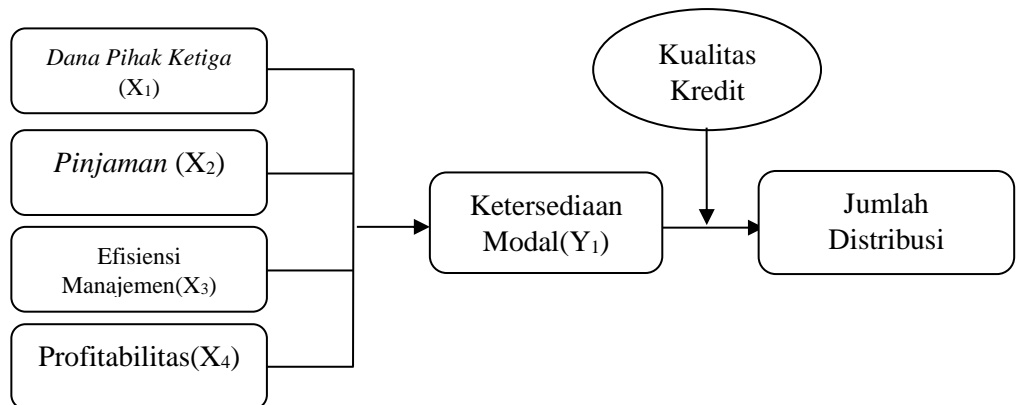 Dana Pihak Ketiga
(X₁)
Pinjaman (X₂)
Efisiensi
Manajemen(X₃)
Profitabilitas(X₄)
Ketersediaan
Modal(Y₁)
Kualitas
Kredit
Jumlah
Distribusi